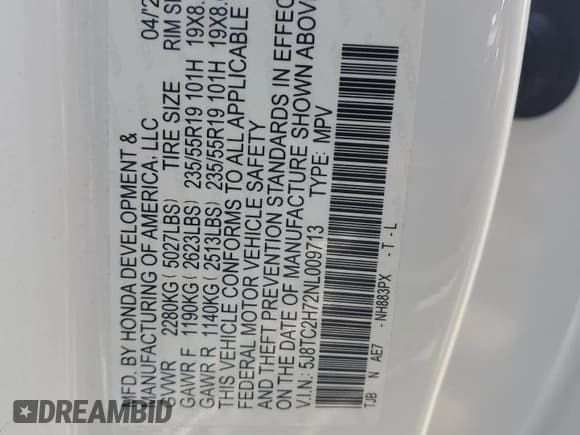 MFD. BY HONDA DEVELOPMENT &
MANUFACTURING OF AMERICA, LLC 04/2
GVWR 2280KG ( 5027LBS) TIRE SIZE RIM SI
GAWR F 1190KG ( 2623LBS) 235/55R19 101H 19X8.
GAWR R 1140KG ( 2513LBS) 235/55R19 101H 19X8.
THIS VEHICLE CONFORMS TO ALL APPLICABLE
FEDERAL MOTOR VEHICLE SAFETY
AND THEFT PREVENTION STANDARDS IN EFFEC
ON THE DATE OF MANUFACTURE SHOWN ABOV
V.I.N.: 5J8TC2H72NL009713 TYPE: MPV
TJB N AE7 - NH883PX - T - L
DREAMBID